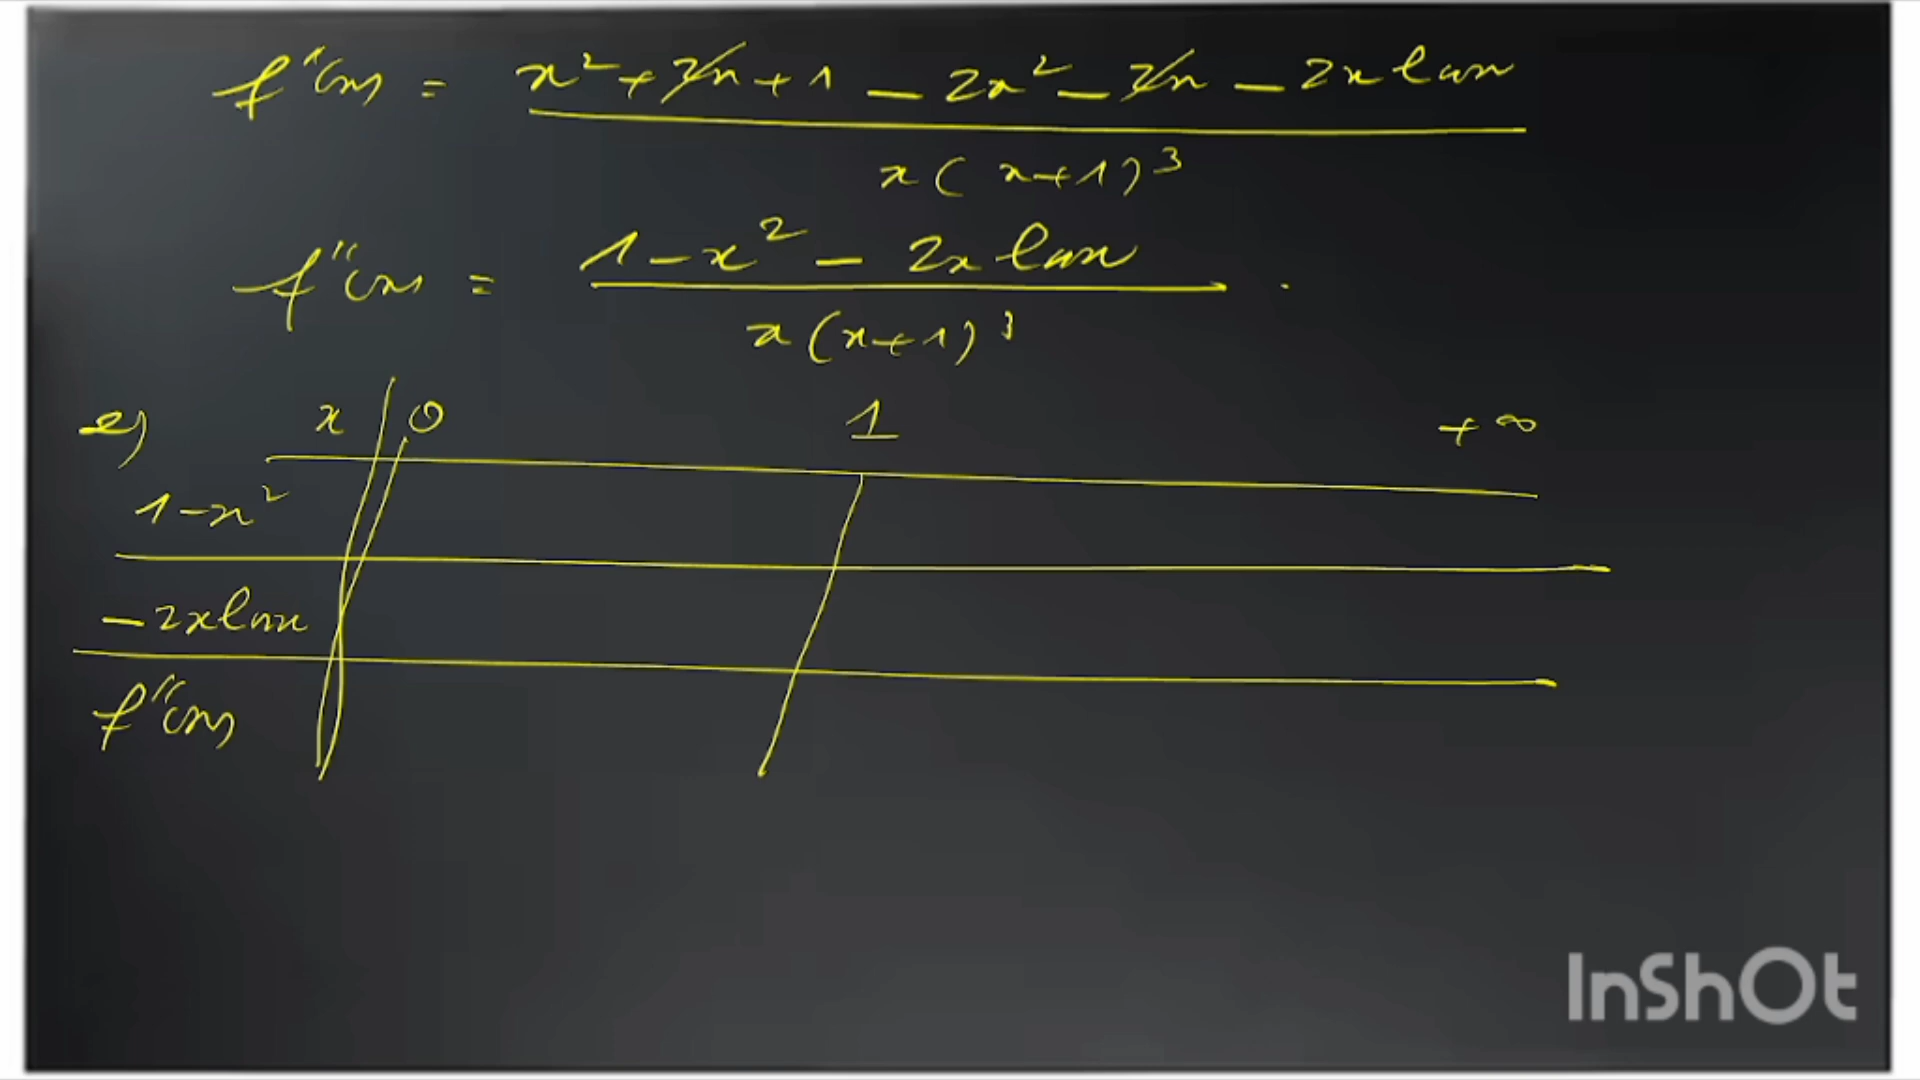 f''(x) = x² + 2x + 1 - 2x² - 2x - 2x ln x
x(x+1)³
f''(x) = 1 - x² - 2x ln x .
x(x+1)³
e) x 0 1 +∞
1-x²
-2x ln x
f''(x)
InShOt